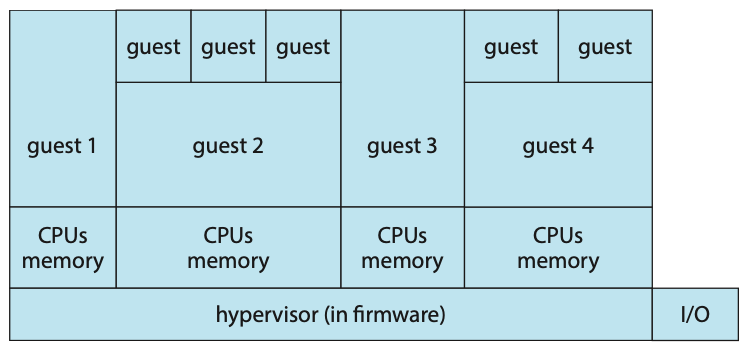 guest guest guest guest guest
guest 1 guest 2 guest 3 guest 4
CPUs CPUs CPUs CPUs
memory memory memory memory
hypervisor (in firmware) I/O